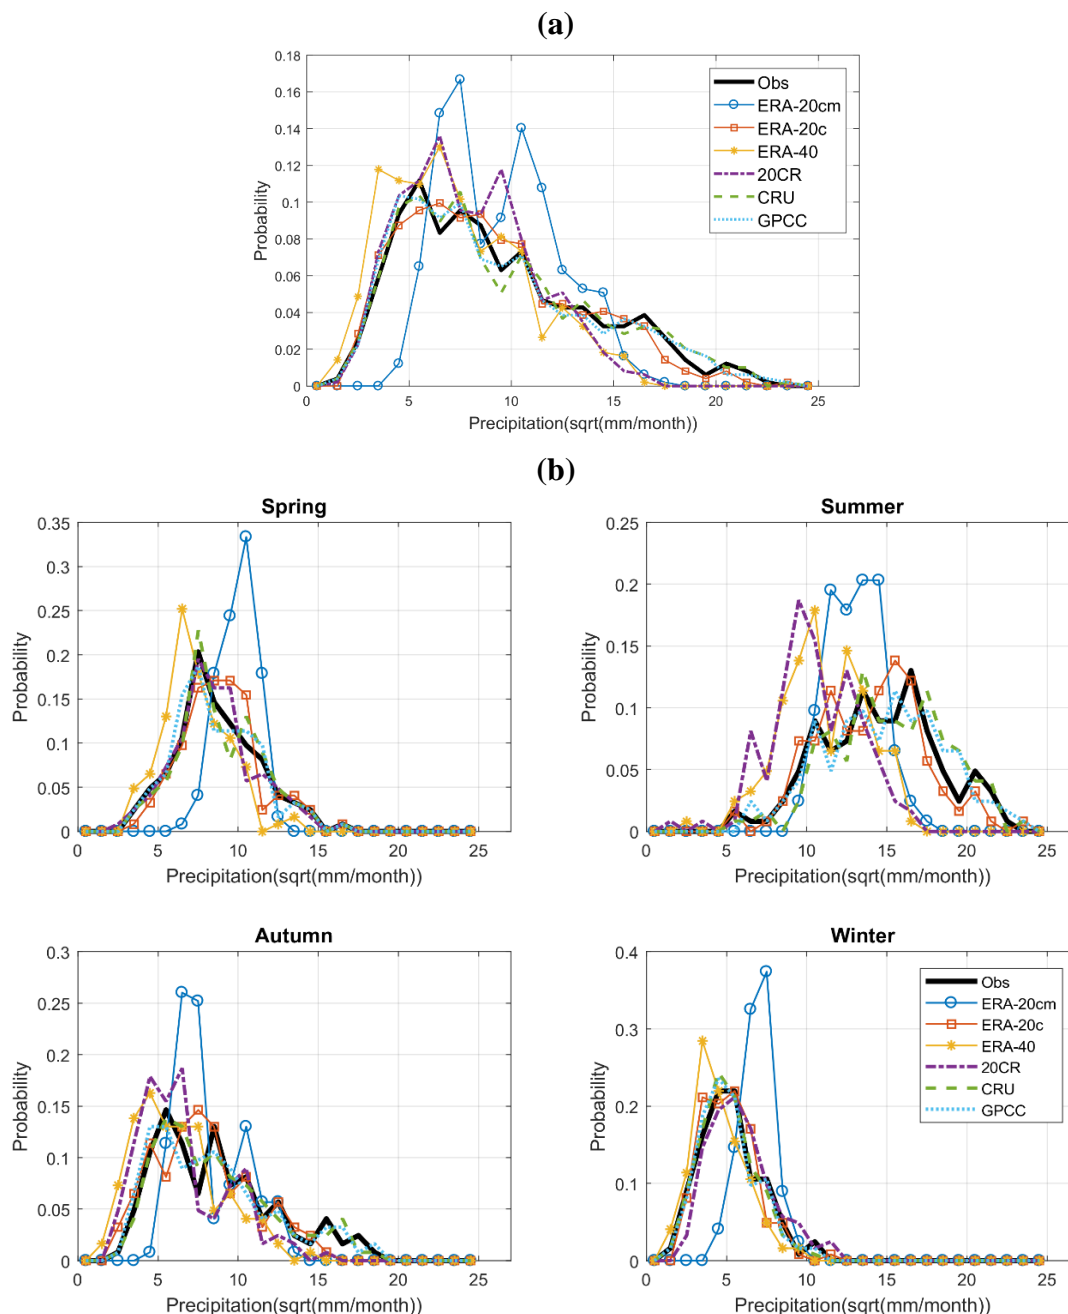 (a)
0.18
0.16
0.14
0.12
0.1
0.08
0.06
0.04
0.02
0
Probability
0 5 10 15 20 25
Precipitation(sqrt(mm/month))
Obs
ERA-20cm
ERA-20c
ERA-40
20CR
CRU
GPCC
(b)
Spring
0.35
0.3
0.25
0.2
0.15
0.1
0.05
0
Probability
0 5 10 15 20 25
Precipitation(sqrt(mm/month))
Summer
0.25
0.2
0.15
0.1
0.05
0
Probability
0 5 10 15 20 25
Precipitation(sqrt(mm/month))
Autumn
0.3
0.25
0.2
0.15
0.1
0.05
0
Probability
0 5 10 15 20 25
Precipitation(sqrt(mm/month))
Winter
0.4
0.3
0.2
0.1
0
Probability
0 5 10 15 20 25
Precipitation(sqrt(mm/month))
Obs
ERA-20cm
ERA-20c
ERA-40
20CR
CRU
GPCC